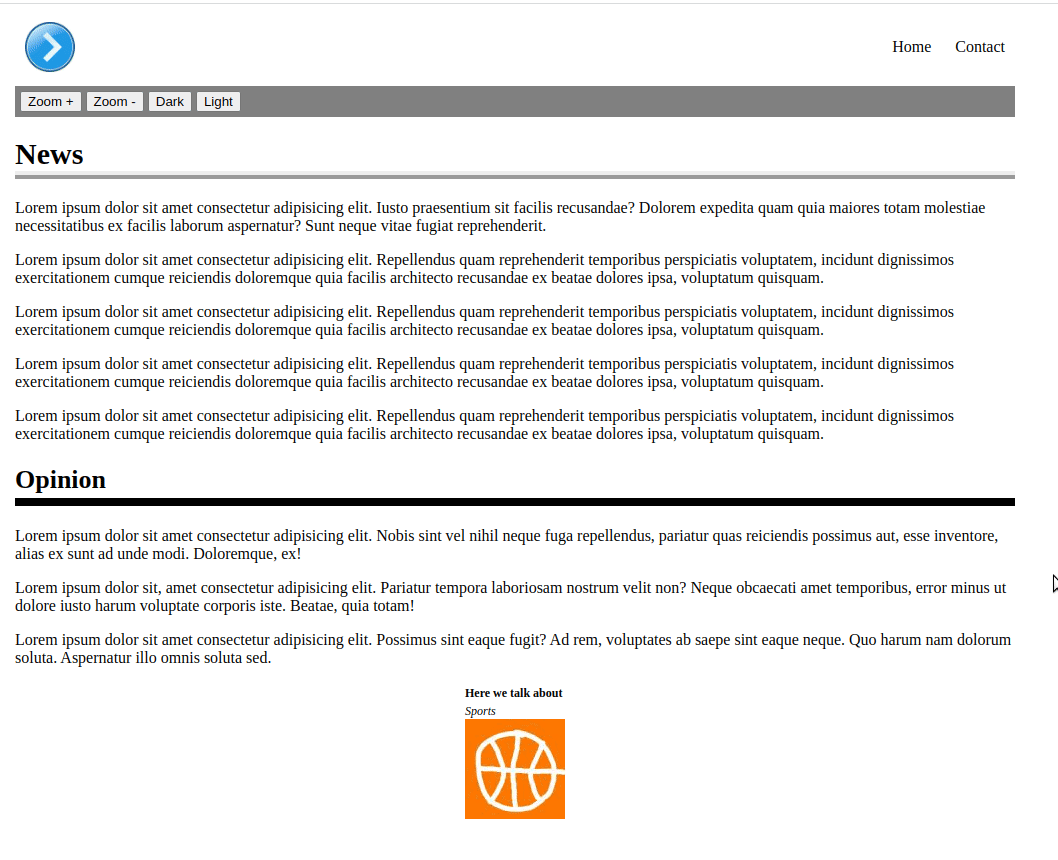 Home Contact
Zoom + Zoom - Dark Light
News
Lorem ipsum dolor sit amet consectetur adipisicing elit. Iusto praesentium sit facilis recusandae? Dolorem expedita quam quia maiores totam molestiae
necessitatibus ex facilis laborum aspernatur? Sunt neque vitae fugiat reprehenderit.
Lorem ipsum dolor sit amet consectetur adipisicing elit. Repellendus quam reprehenderit temporibus perspiciatis voluptatem, incidunt dignissimos
exercitationem cumque reiciendis doloremque quia facilis architecto recusandae ex beatae dolores ipsa, voluptatum quisquam.
Lorem ipsum dolor sit amet consectetur adipisicing elit. Repellendus quam reprehenderit temporibus perspiciatis voluptatem, incidunt dignissimos
exercitationem cumque reiciendis doloremque quia facilis architecto recusandae ex beatae dolores ipsa, voluptatum quisquam.
Lorem ipsum dolor sit amet consectetur adipisicing elit. Repellendus quam reprehenderit temporibus perspiciatis voluptatem, incidunt dignissimos
exercitationem cumque reiciendis doloremque quia facilis architecto recusandae ex beatae dolores ipsa, voluptatum quisquam.
Lorem ipsum dolor sit amet consectetur adipisicing elit. Repellendus quam reprehenderit temporibus perspiciatis voluptatem, incidunt dignissimos
exercitationem cumque reiciendis doloremque quia facilis architecto recusandae ex beatae dolores ipsa, voluptatum quisquam.
Opinion
Lorem ipsum dolor sit amet consectetur adipisicing elit. Nobis sint vel nihil neque fuga repellendus, pariatur quas reiciendis possimus aut, esse inventore,
alias ex sunt ad unde modi. Doloremque, ex!
Lorem ipsum dolor sit, amet consectetur adipisicing elit. Pariatur tempora laboriosam nostrum velit non? Neque obcaecati amet temporibus, error minus ut
dolore iusto harum voluptate corporis iste. Beatae, quia totam!
Lorem ipsum dolor sit amet consectetur adipisicing elit. Possimus sint eaque fugit? Ad rem, voluptates ab saepe sint eaque neque. Quo harum nam dolorum
soluta. Aspernatur illo omnis soluta sed.
Here we talk about
Sports